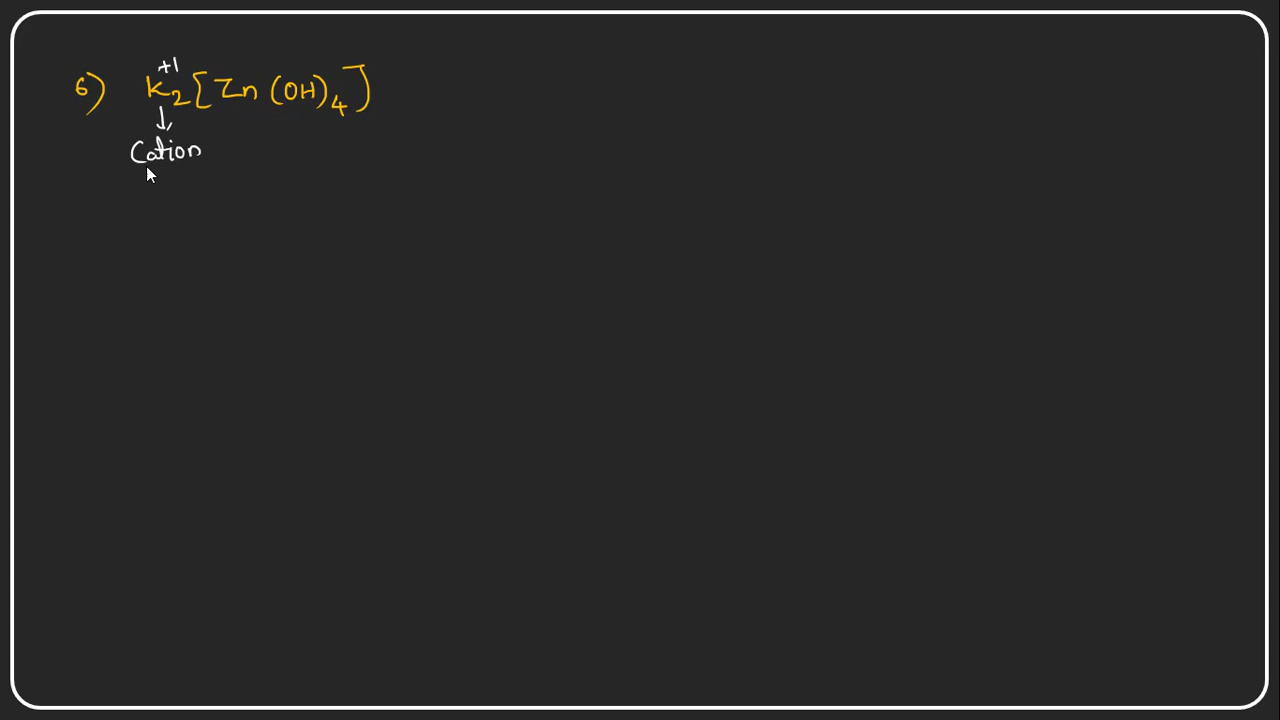 +1
6) K2[Zn(OH)4]
↓
Cation